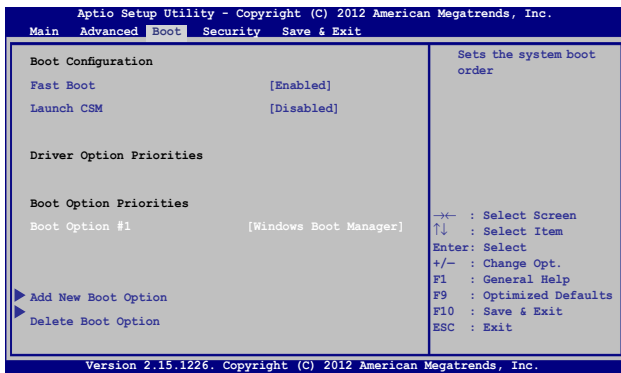 Aptio Setup Utility - Copyright (C) 2012 American Megatrends, Inc.
Main Advanced Boot Security Save & Exit
Boot Configuration
Fast Boot [Enabled]
Launch CSM [Disabled]
Driver Option Priorities
Boot Option Priorities
Boot Option #1 [Windows Boot Manager]
Add New Boot Option
Delete Boot Option
Sets the system boot
order
→← : Select Screen
↑↓ : Select Item
Enter: Select
+/— : Change Opt.
F1 : General Help
F9 : Optimized Defaults
F10 : Save & Exit
ESC : Exit
Version 2.15.1226. Copyright (C) 2012 American Megatrends, Inc.